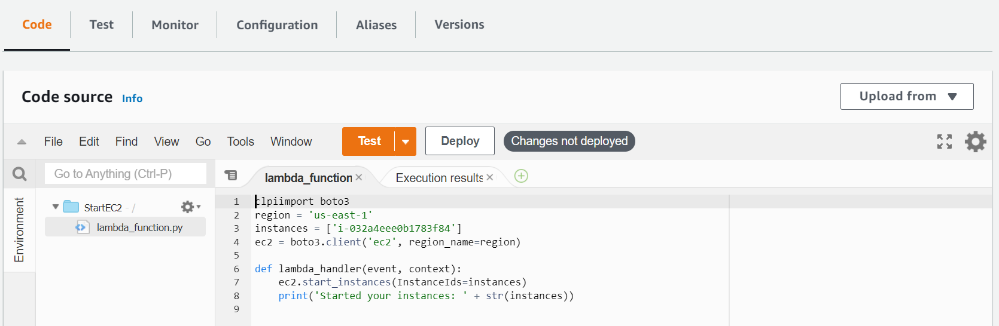 Code Test Monitor Configuration Aliases Versions
Code source Info
Upload from
File Edit Find View Go Tools Window Test Deploy Changes not deployed
Go to Anything (Ctrl-P)
lambda_function
Execution results
Environment
StartEC2 - /
lambda_function.py
1 clpiimport boto3
2 region = 'us-east-1'
3 instances = ['i-032a4eee0b1783f84']
4 ec2 = boto3.client('ec2', region_name=region)
5
6 def lambda_handler(event, context):
7     ec2.start_instances(InstanceIds=instances)
8     print('Started your instances: ' + str(instances))
9